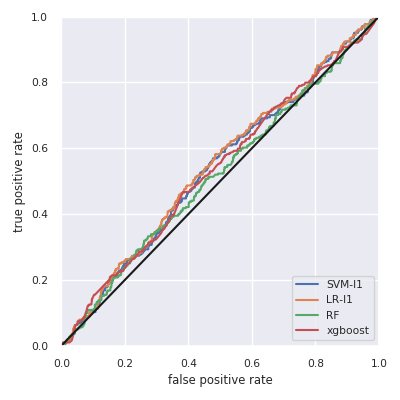 1.0
0.8
0.6
0.4
0.2
0.0
true positive rate
0.0 0.2 0.4 0.6 0.8 1.0
false positive rate
SVM-l1
LR-l1
RF
xgboost